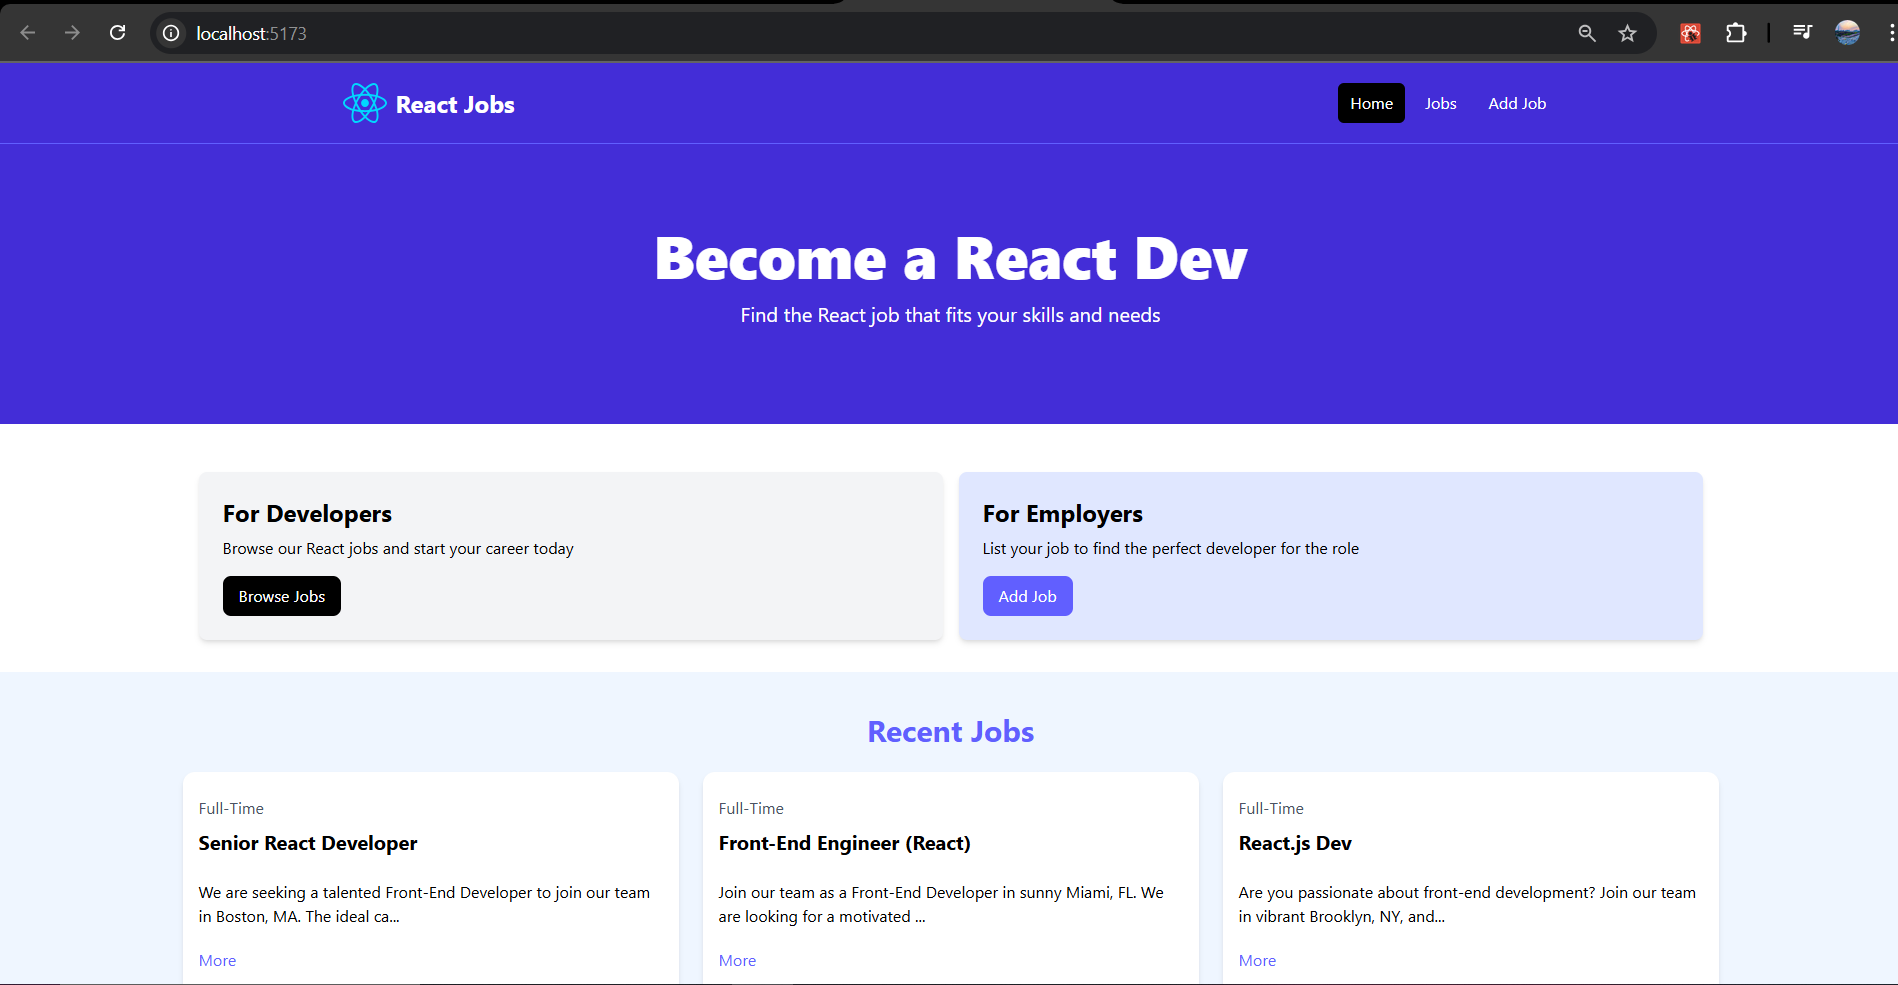 localhost:5173
React Jobs
Home Jobs Add Job
Become a React Dev
Find the React job that fits your skills and needs
For Developers
Browse our React jobs and start your career today
Browse Jobs
For Employers
List your job to find the perfect developer for the role
Add Job
Recent Jobs
Full-Time
Senior React Developer
We are seeking a talented Front-End Developer to join our team
in Boston, MA. The ideal ca...
More
Full-Time
Front-End Engineer (React)
Join our team as a Front-End Developer in sunny Miami, FL. We
are looking for a motivated ...
More
Full-Time
React.js Dev
Are you passionate about front-end development? Join our team
in vibrant Brooklyn, NY, and...
More